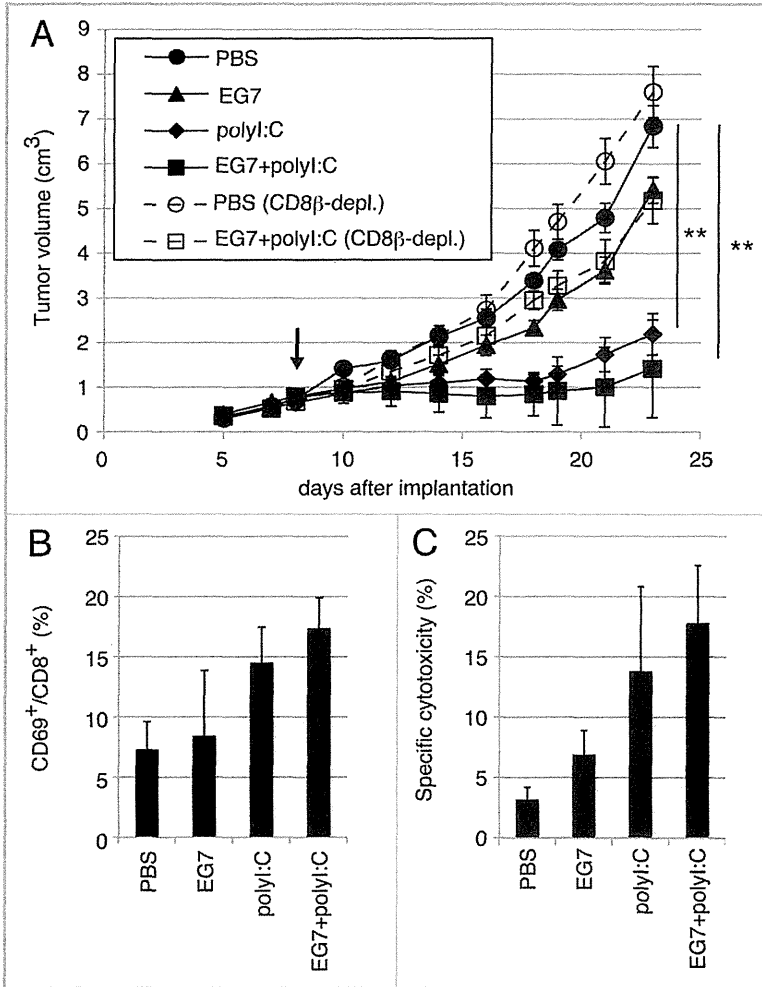 A
Tumor volume (cm³)
9
8
7
6
5
4
3
2
1
0
PBS
EG7
polyI:C
EG7+polyI:C
PBS (CD8β-depl.)
EG7+polyI:C (CD8β-depl.)
**
**
0
5
10
15
20
25
days after implantation
B
CD69⁺/CD8⁺ (%)
25
20
15
10
5
0
PBS
EG7
polyI:C
EG7+polyI:C
C
Specific cytotoxicity (%)
25
20
15
10
5
0
PBS
EG7
polyI:C
EG7+polyI:C